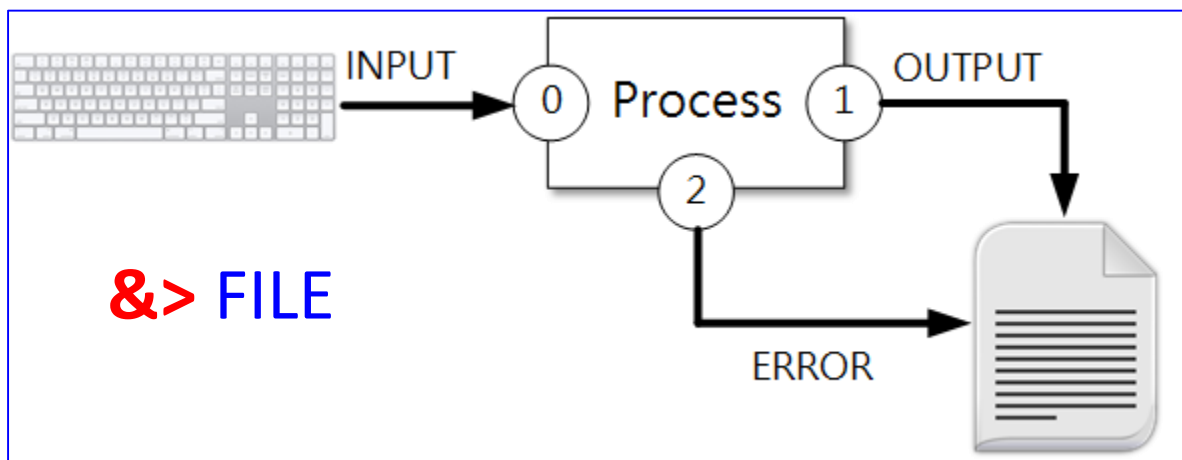 INPUT
0
Process
1
OUTPUT
2
&> FILE
ERROR